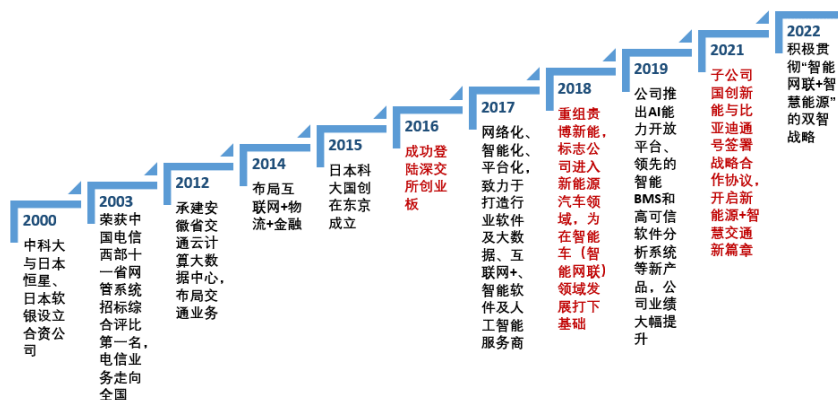 2000
中科大
与日本
恒星、
日本软
银设立
合资公
司
2003
荣获中
国电信
西部十
一省网
管系统
招标综
合评比
第一名，
电信业
务走向
全国
2012
承建安
徽省交
通云计
算大数
据中心，
布局交
通业务
2014
布局互
联网+物
流+金融
2015
日本科
大国创
在东京
成立
2016
成功登
陆深交
所创业
板
2017
网络化、
智能化、
平台化，
致力于
打造行
业软件
及大数
据、互
联网+、
智能软
件及人
工智能
服务商
2018
重组贵
博新能，
标志公
司进入
新能源
汽车领
域，为
在智能
车（智
能网联）
领域发
展打下
基础
2019
公司推
出AI能
力开放
平台、
领先的
智能
BMS和
高可信
软件分
析系统
等新产
品，公
司业绩
大幅提
升
2021
子公司
国创新
能与比
亚迪通
号签署
战略合
作协议，
开启新
能源+智
慧交通
新篇章
2022
积极贯
彻“智能
网联+智
慧能源”
的双智
战略